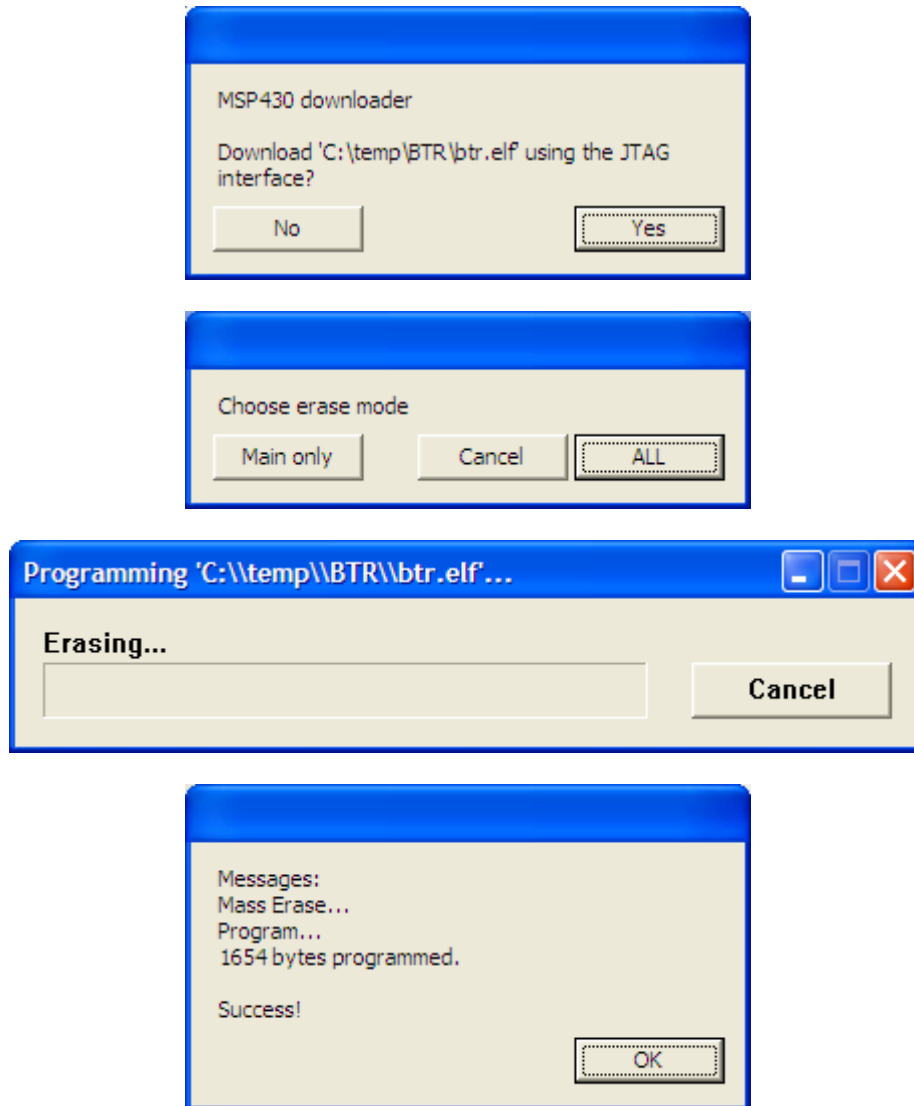 MSP430 downloader
Download 'C:\temp\BTR\btr.elf' using the JTAG
interface?
No
Yes
Choose erase mode
Main only
Cancel
ALL
Programming 'C:\\temp\\BTR\\btr.elf'...
Erasing...
Cancel
Messages:
Mass Erase...
Program...
1654 bytes programmed.
Success!
OK